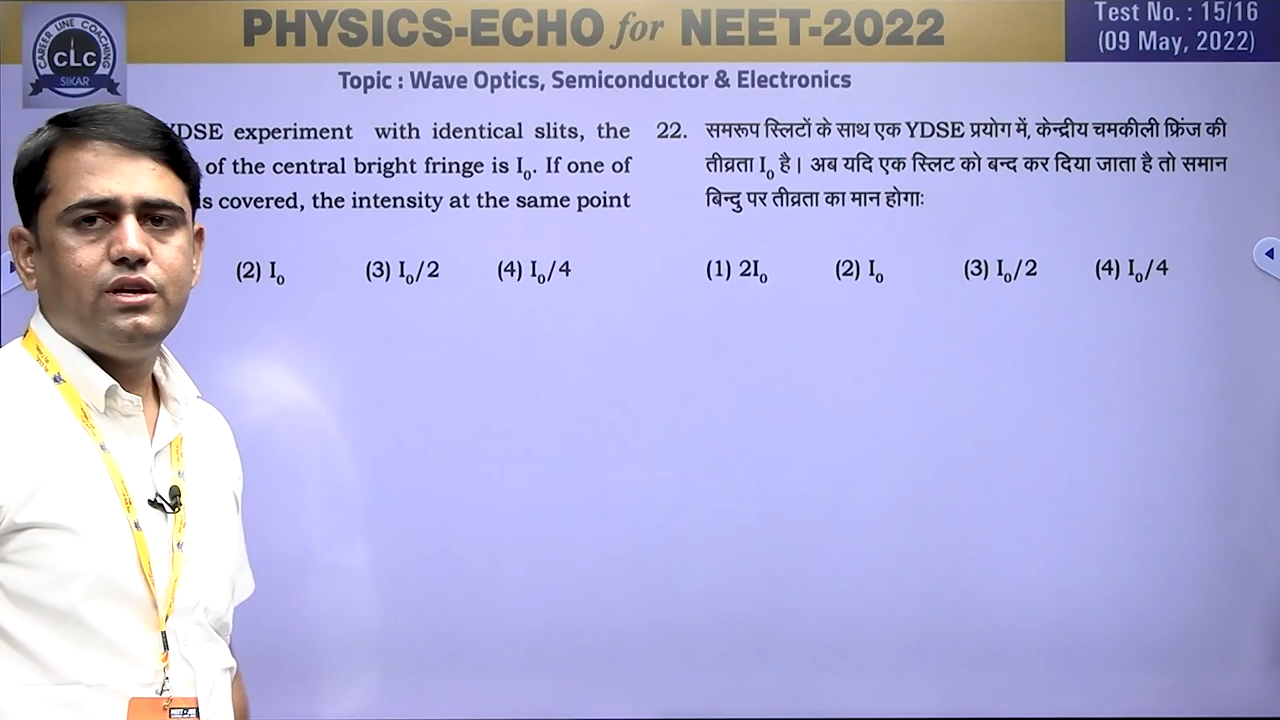 PHYSICS-ECHO for NEET-2022
Test No. : 15/16
(09 May, 2022)
CAREER LINE COACHING
CLC
SIKAR
Topic : Wave Optics, Semiconductor & Electronics
YDSE experiment with identical slits, the
of the central bright fringe is I₀. If one of
is covered, the intensity at the same point
(2) I₀ (3) I₀/2 (4) I₀/4
22. समरूप स्लिटों के साथ एक YDSE प्रयोग में, केन्द्रीय चमकीली फ्रिंज की
तीव्रता I₀ है। अब यदि एक स्लिट को बन्द कर दिया जाता है तो समान
बिन्दु पर तीव्रता का मान होगाः
(1) 2I₀ (2) I₀ (3) I₀/2 (4) I₀/4